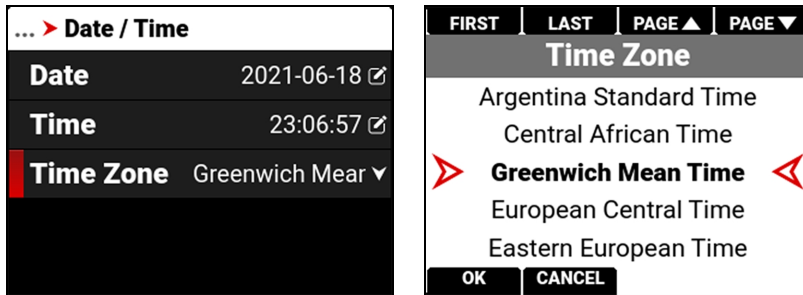 ... > Date / Time
Date 2021-06-18
Time 23:06:57
Time Zone Greenwich Mear
FIRST LAST PAGE▲ PAGE▼
Time Zone
Argentina Standard Time
Central African Time
Greenwich Mean Time
European Central Time
Eastern European Time
OK CANCEL